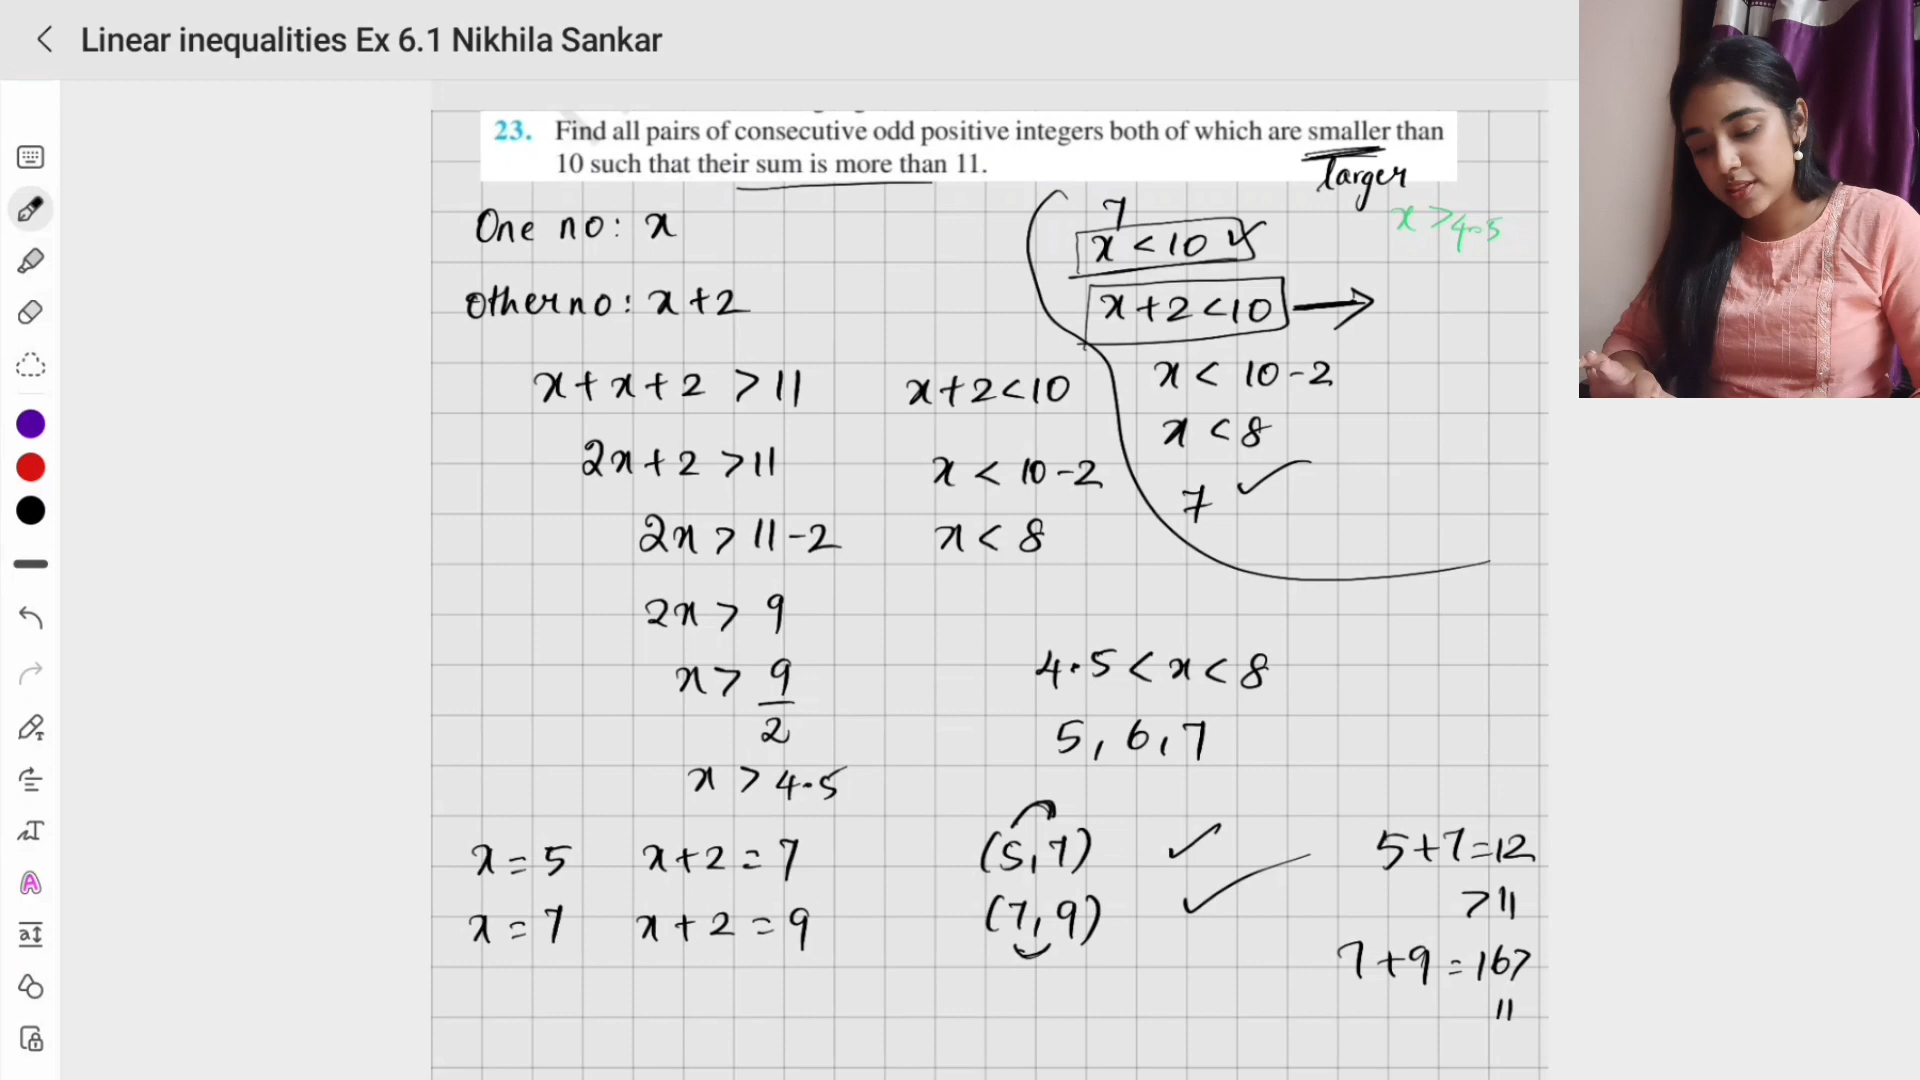 Linear inequalities Ex 6.1 Nikhila Sankar
23. Find all pairs of consecutive odd positive integers both of which are smaller than
10 such that their sum is more than 11.
larger
One no: x
other no: x+2
x+x+2 >11
2x+2 >11
2x > 11-2
2x > 9
x > 9/2
x > 4.5
x+2<10
x < 10-2
x < 8
7
x < 10
x+2<10
x < 10-2
x < 8
7
x >4.5
4.5 < x < 8
5, 6, 7
x = 5 x+2 = 7 (5,7)
x = 7 x+2 = 9 (7,9)
5+7=12
>11
7+9=16>
11